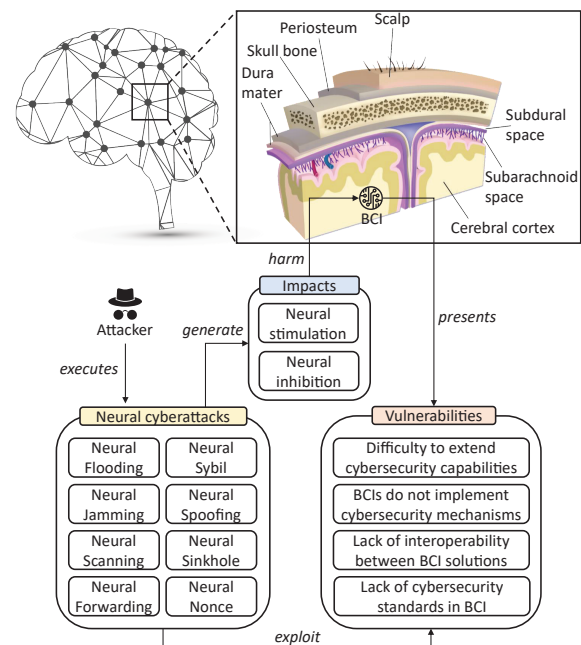 Scalp
Periosteum
Skull bone
Dura
mater
Subdural
space
Subarachnoid
space
BCI
Cerebral cortex
harm
Impacts
Neural
stimulation
Neural
inhibition
Attacker
generate
presents
executes
Neural cyberattacks
Neural
Flooding
Neural
Sybil
Neural
Jamming
Neural
Spoofing
Neural
Scanning
Neural
Sinkhole
Neural
Forwarding
Neural
Nonce
Vulnerabilities
Difficulty to extend
cybersecurity capabilities
BCIs do not implement
cybersecurity mechanisms
Lack of interoperability
between BCI solutions
Lack of cybersecurity
standards in BCI
exploit